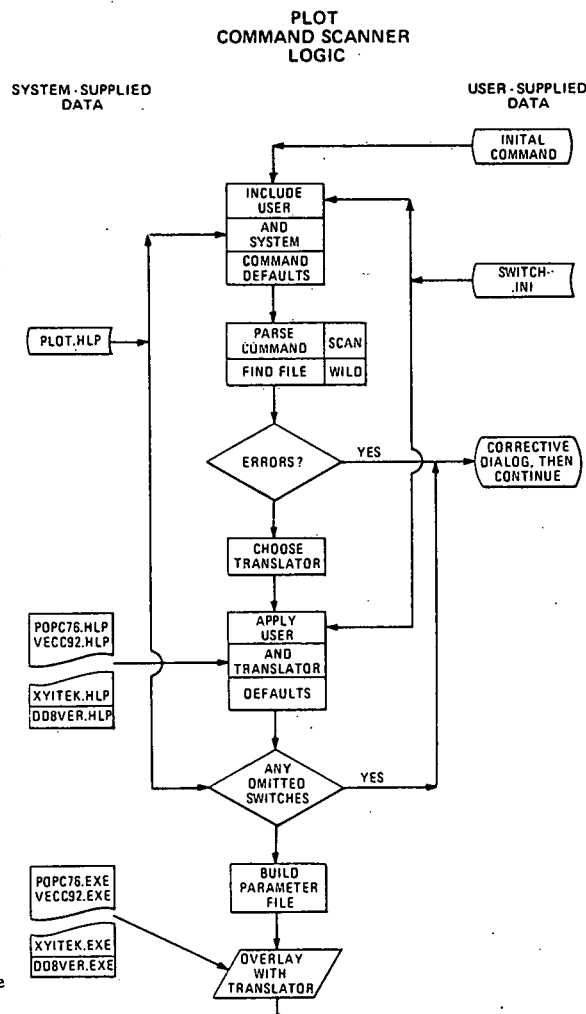 PLOT
COMMAND SCANNER
LOGIC
SYSTEM-SUPPLIED
DATA
USER-SUPPLIED
DATA
INITAL
COMMAND
INCLUDE
USER
AND
SYSTEM
COMMAND
DEFAULTS
SWITCH-
.INI
PLOT.HLP
PARSE
COMMAND
SCAN
FIND FILE
WILD
ERRORS?
YES
CORRECTIVE
DIALOG, THEN
CONTINUE
CHOOSE
TRANSLATOR
POPC76.HLP
VECC92.HLP
XYITEK.HLP
DD8VER.HLP
APPLY
USER
AND
TRANSLATOR
DEFAULTS
ANY
OMITTED
SWITCHES
YES
BUILD
PARAMETER
FILE
POPC76.EXE
VECC92.EXE
XYITEK.EXE
DD8VER.EXE
OVERLAY
WITH
TRANSLATOR
e